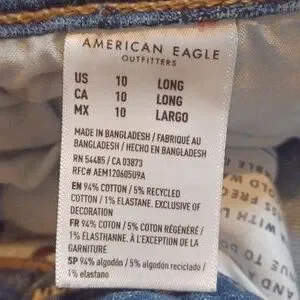 AMERICAN EAGLE
OUTFITTERS
US 10 LONG
CA 10 LONG
MX 10 LARGO
MADE IN BANGLADESH / FABRIQUÉ AU
BANGLADESH / HECHO EN BANGLADESH
RN 54485 / CA 03873
RFC# AEM120605U9A
EN 94% COTTON / 5% RECYCLED
COTTON / 1% ELASTANE. EXCLUSIVE OF
DECORATION
FR 94% COTON / 5% COTON RÉGÉNÉRÉ /
1% ÉLASTHANNE. À L'EXCEPTION DE LA
GARNITURE
SP 94% algodón / 5% algodón reciclado /
1% elastano